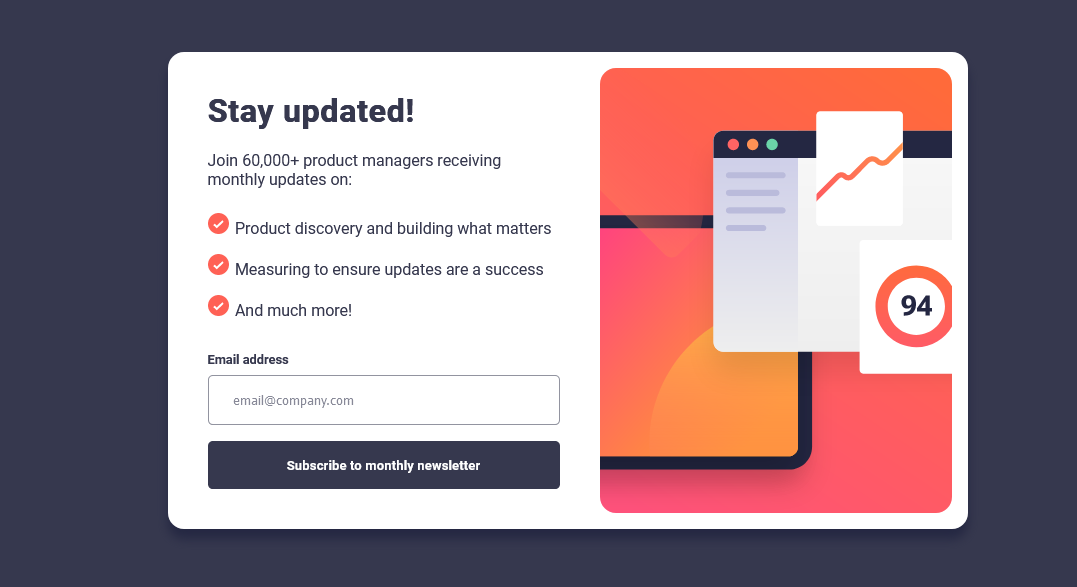 Stay updated!
Join 60,000+ product managers receiving
monthly updates on:
Product discovery and building what matters
Measuring to ensure updates are a success
And much more!
Email address
email@company.com
Subscribe to monthly newsletter
94